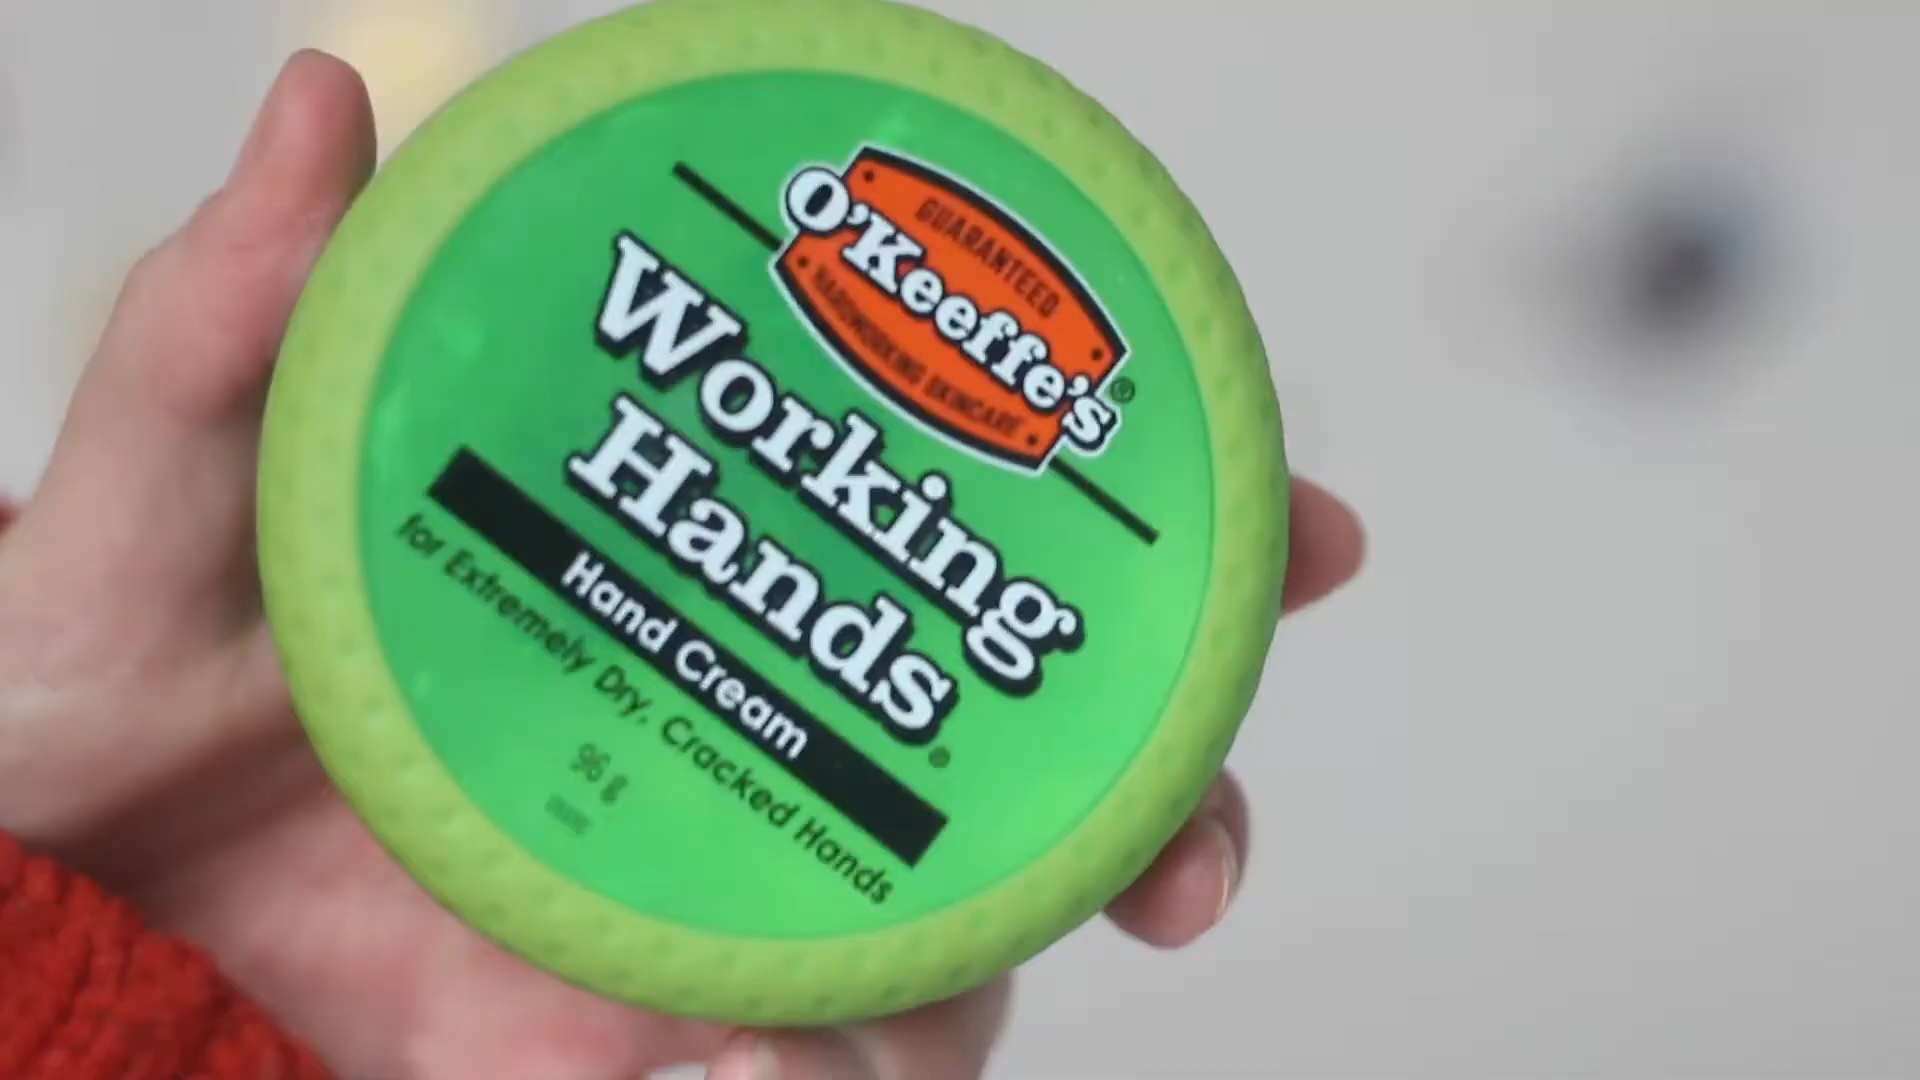 GUARANTEED
O'Keeffe's®
HARDWORKING SKINCARE
Working
Hands®
Hand Cream
for Extremely Dry, Cracked Hands
96 g